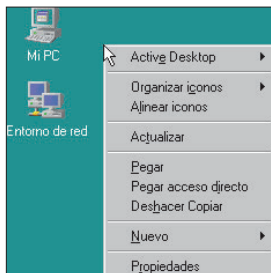 Mi PC
Entorno de red
Active Desktop
Organizar iconos
Alinear iconos
Actualizar
Pegar
Pegar acceso directo
Deshacer Copiar
Nuevo
Propiedades